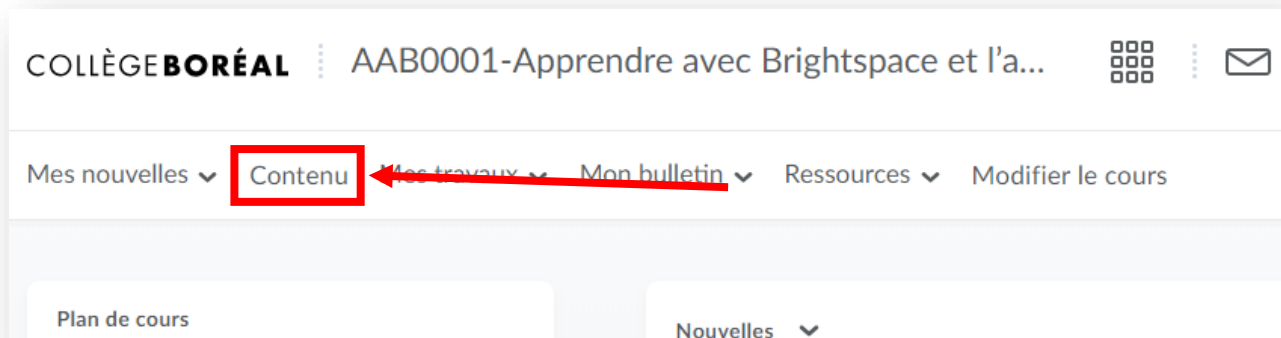 COLLÈGEBORÉAL AAB0001-Apprendre avec Brightspace et l’a...
Mes nouvelles Contenu Mes travaux Mon bulletin Ressources Modifier le cours
Plan de cours Nouvelles